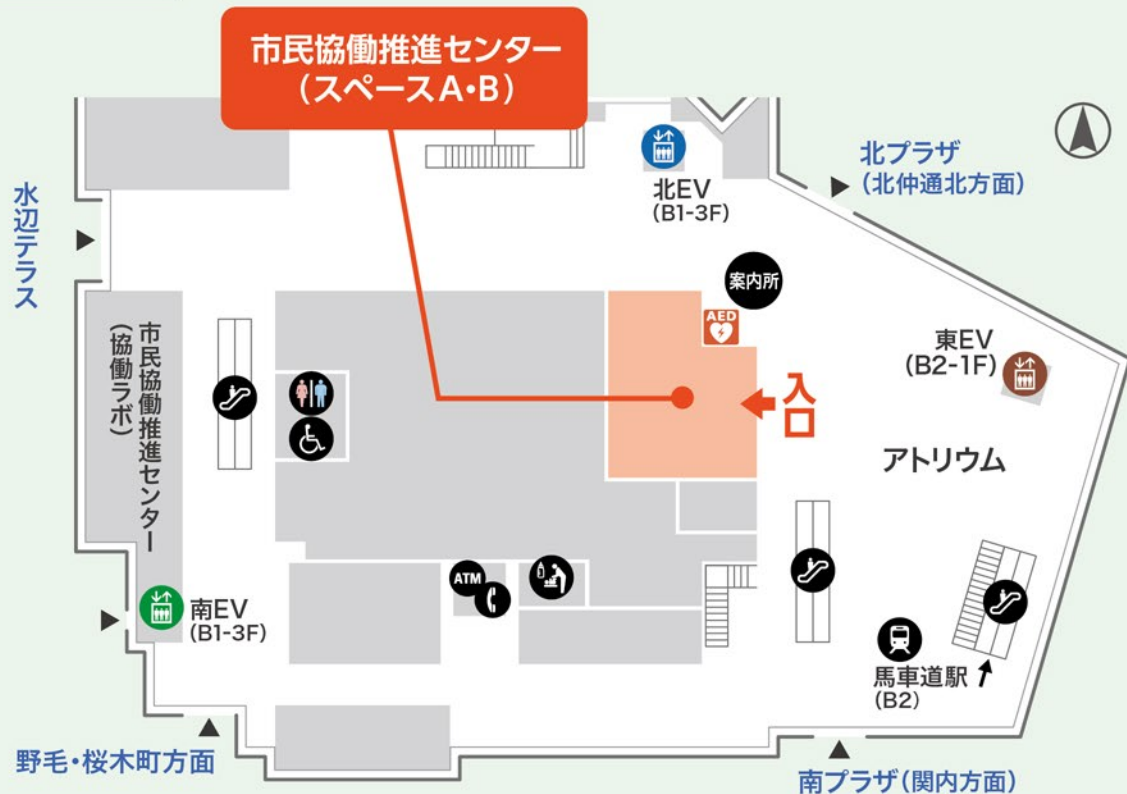 市民協働推進センター
（スペースA・B）
北プラザ
（北仲通北方面）
水辺テラス
北EV
(B1-3F)
案内所
AED
東EV
(B2-1F)
市民協働推進センター
（協働ラボ）
入口
アトリウム
ATM
南EV
(B1-3F)
馬車道駅
(B2)
野毛・桜木町方面
南プラザ（関内方面）